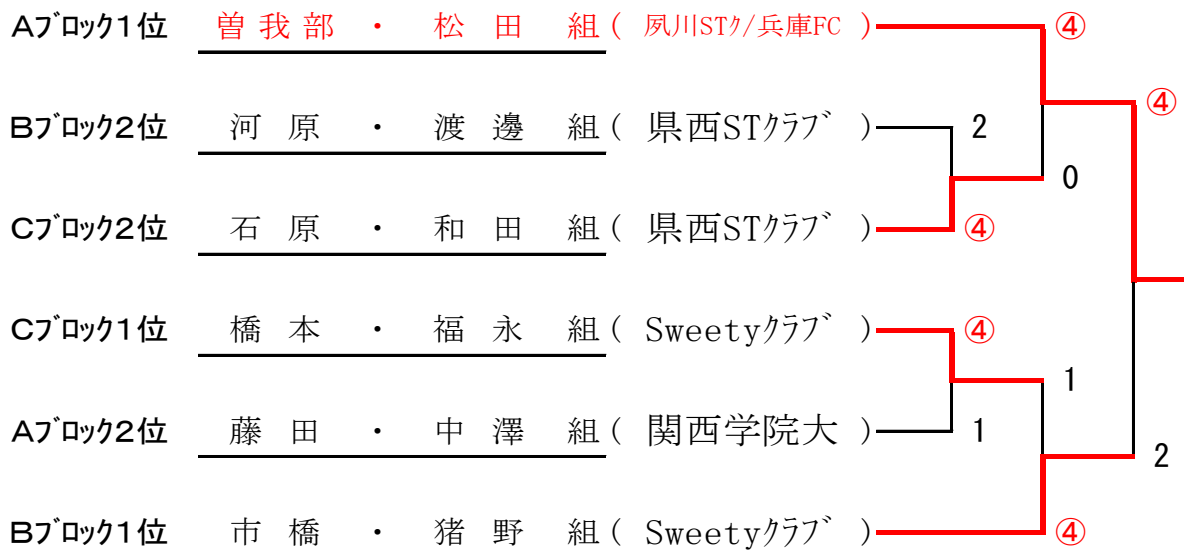 Aﾌﾞﾛｯｸ1位 曽我部・松田 組( 夙川STｸ/兵庫FC ) ④
④
Bﾌﾞﾛｯｸ2位 河原・渡邊 組( 県西STｸﾗﾌﾞ ) 2
0
Cﾌﾞﾛｯｸ2位 石原・和田 組( 県西STｸﾗﾌﾞ ) ④
Cﾌﾞﾛｯｸ1位 橋本・福永 組( Sweetyｸﾗﾌﾞ ) ④
1
Aﾌﾞﾛｯｸ2位 藤田・中澤 組( 関西学院大 ) 1
2
Bﾌﾞﾛｯｸ1位 市橋・猪野 組( Sweetyｸﾗﾌﾞ ) ④